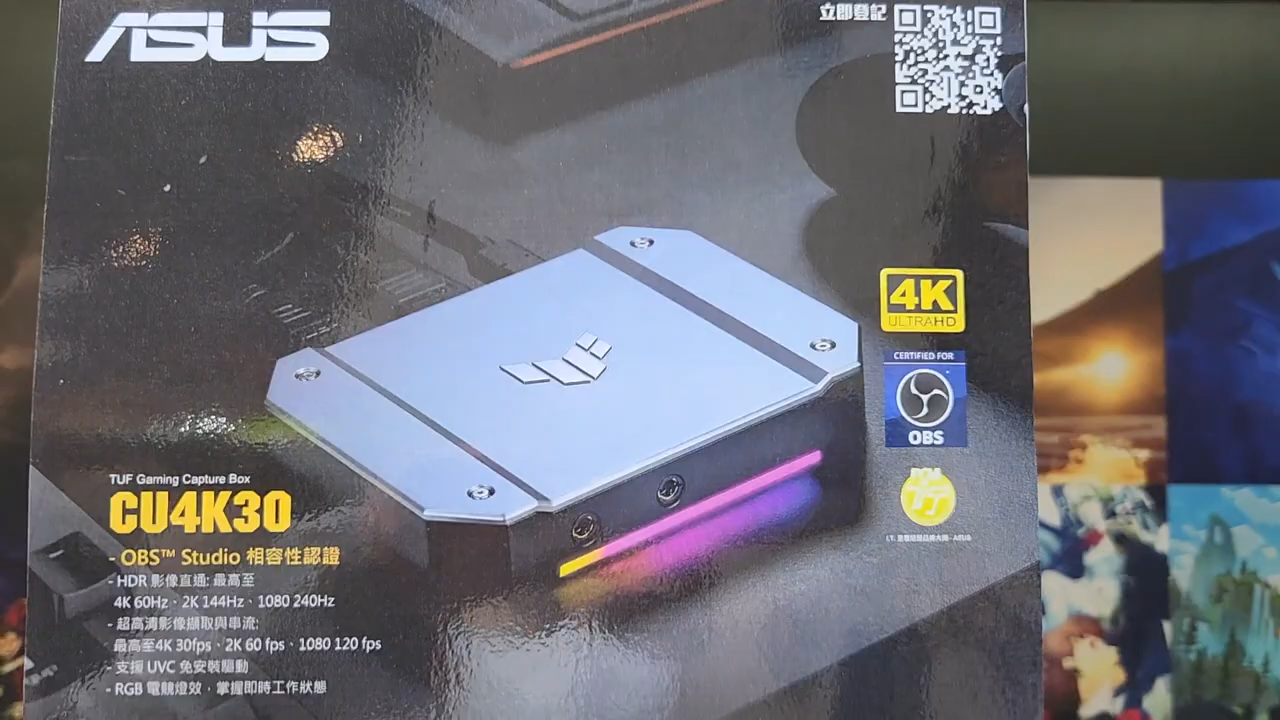 ASUS
立即登記
4K
ULTRAHD
CERTIFIED FOR
OBS
TUF Gaming Capture Box
CU4K30
- OBS™ Studio 相容性認證
- HDR 影像直通: 最高至
4K 60Hz、2K 144Hz、1080 240Hz
- 超高清影像擷取與串流:
最高至4K 30fps、2K 60 fps、1080 120 fps
- 支援 UVC 免安裝驅動
- RGB 電競燈效，掌握即時工作狀態